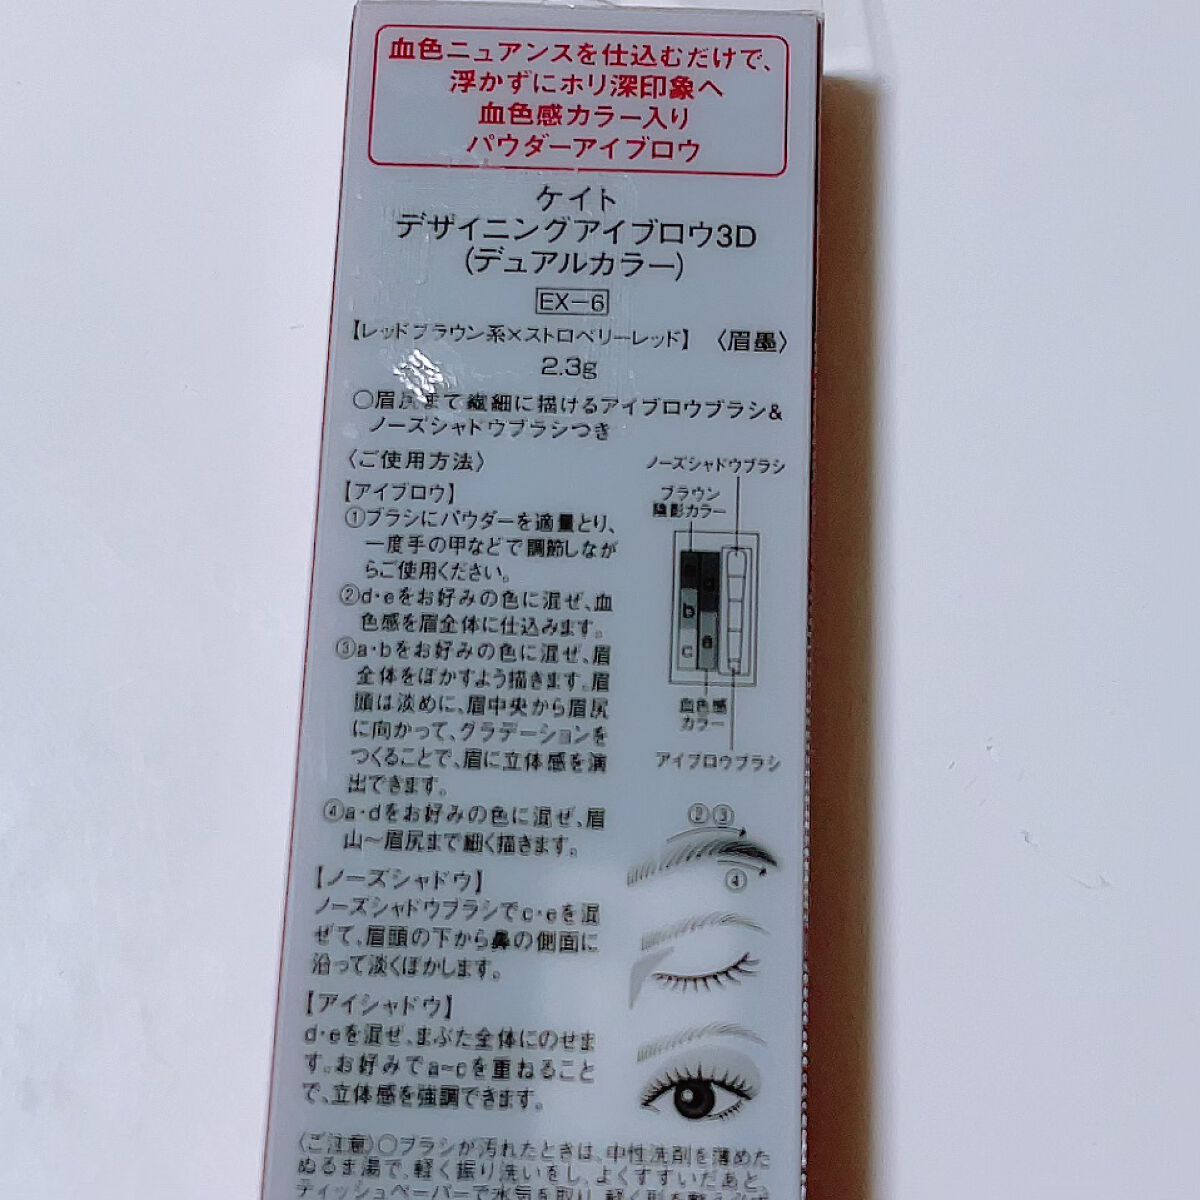 血色ニュアンスを仕込むだけで、
浮かずにホリ深印象へ
血色感カラー入り
パウダーアイブロウ
ケイト
デザイニングアイブロウ3D
(デュアルカラー)
EX-6
【レッドブラウン系×ストロベリーレッド】 〈眉墨〉
2.3g
○眉尻まで繊細に描けるアイブロウブラシ&
ノーズシャドウブラシつき
〈ご使用方法〉
【アイブロウ】
①ブラシにパウダーを適量とり、
一度手の甲などで調節しなが
らご使用ください。
②d・eをお好みの色に混ぜ、血
色感を眉全体に仕込みます。
③a・bをお好みの色に混ぜ、眉
全体をぼかすよう描きます。眉
頭は淡めに、眉中央から眉尻
に向かって、グラデーションを
つくることで、眉に立体感を演
出できます。
④a・dをお好みの色に混ぜ、眉
山～眉尻まで細く描きます。
ノーズシャドウブラシ
ブラウン
陰影カラー
a
d
b
e
c
血色感
カラー
アイブロウブラシ
②③
④
【ノーズシャドウ】
ノーズシャドウブラシでc・eを混
ぜて、眉頭の下から鼻の側面に
沿って淡くぼかします。
【アイシャドウ】
d・eを混ぜ、まぶた全体にのせま
す。お好みでa~cを重ねること
で、立体感を強調できます。
〈ご注意〉○ブラシが汚れたときは、中性洗剤を薄めた
ぬるま湯で、軽く振り洗いをし、よくすすいだあと、
ティッシュペーパーで水気を取り、軽く形を整え